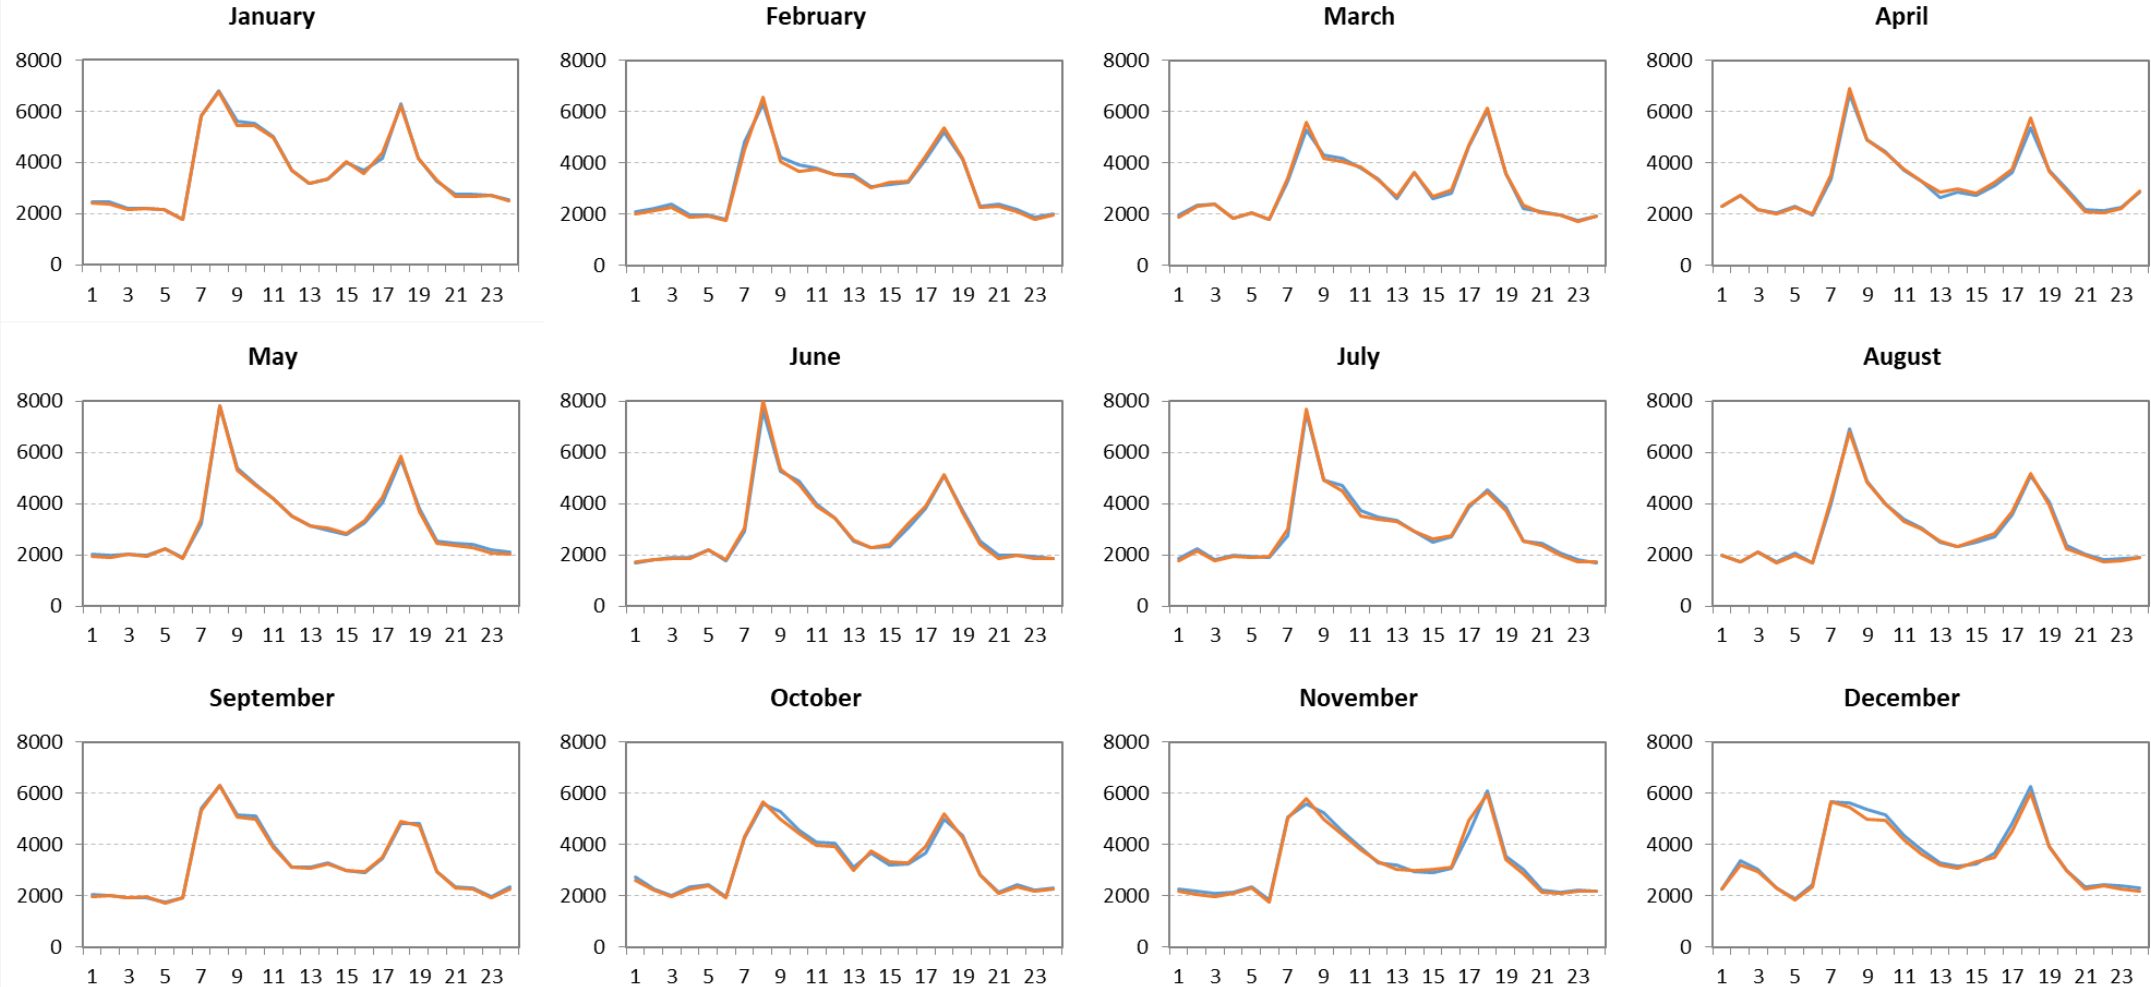 January February March April
8000 8000 8000 8000
6000 6000 6000 6000
4000 4000 4000 4000
2000 2000 2000 2000
0 0 0 0
1 3 5 7 9 11 13 15 17 19 21 23 1 3 5 7 9 11 13 15 17 19 21 23 1 3 5 7 9 11 13 15 17 19 21 23 1 3 5 7 9 11 13 15 17 19 21 23
May June July August
8000 8000 8000 8000
6000 6000 6000 6000
4000 4000 4000 4000
2000 2000 2000 2000
0 0 0 0
1 3 5 7 9 11 13 15 17 19 21 23 1 3 5 7 9 11 13 15 17 19 21 23 1 3 5 7 9 11 13 15 17 19 21 23 1 3 5 7 9 11 13 15 17 19 21 23
September October November December
8000 8000 8000 8000
6000 6000 6000 6000
4000 4000 4000 4000
2000 2000 2000 2000
0 0 0 0
1 3 5 7 9 11 13 15 17 19 21 23 1 3 5 7 9 11 13 15 17 19 21 23 1 3 5 7 9 11 13 15 17 19 21 23 1 3 5 7 9 11 13 15 17 19 21 23